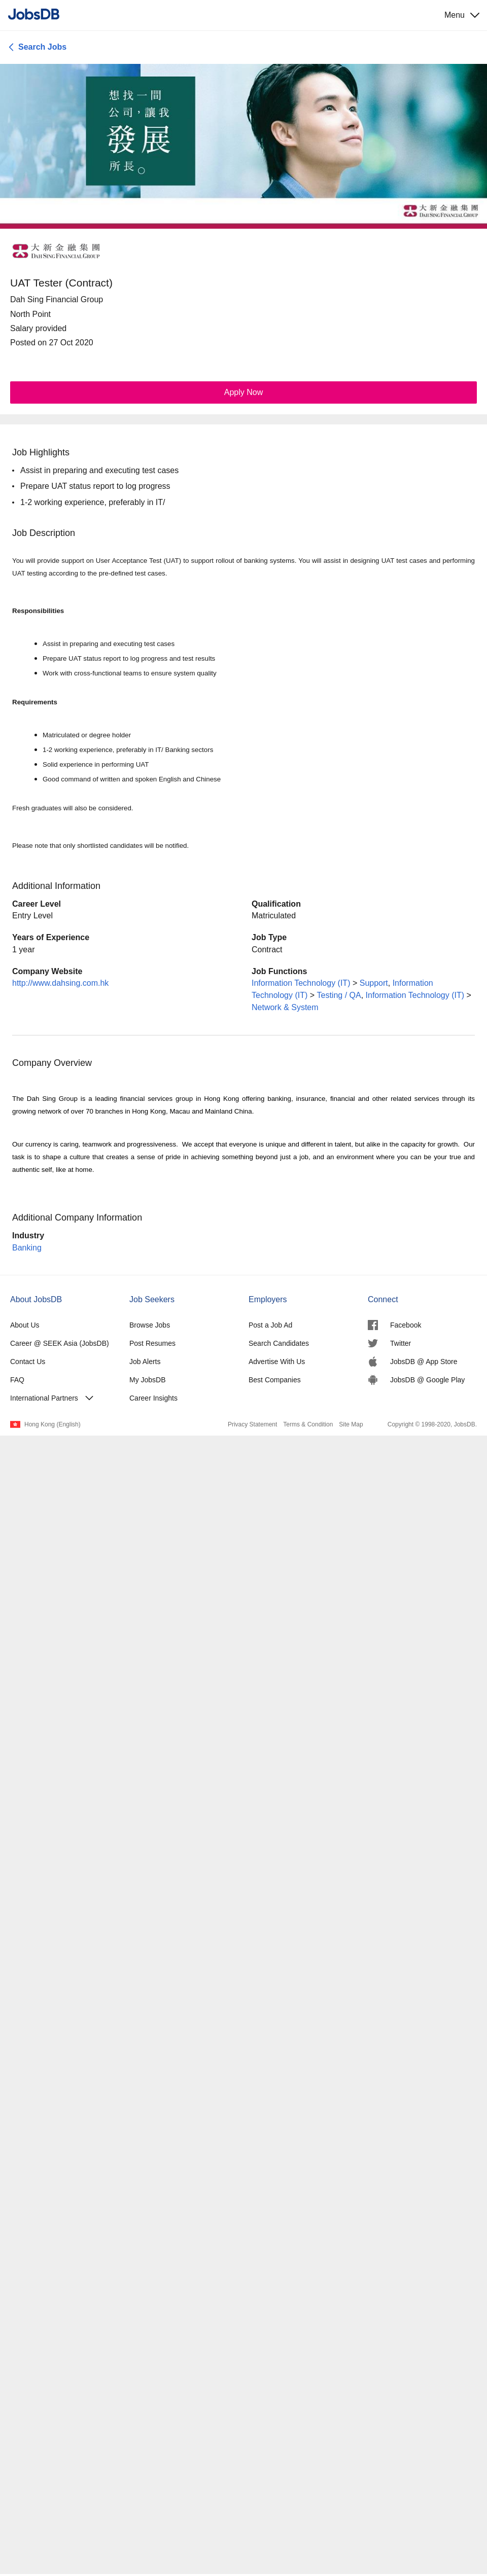 JobsDB
Menu
Search Jobs
想找一間
公司，讓我
發展
所長。
大新金融集團
DAH SING FINANCIAL GROUP
大新金融集團
DAH SING FINANCIAL GROUP
UAT Tester (Contract)
Dah Sing Financial Group
North Point
Salary provided
Posted on 27 Oct 2020
Apply Now
Job Highlights
• Assist in preparing and executing test cases
• Prepare UAT status report to log progress
• 1-2 working experience, preferably in IT/
Job Description
You will provide support on User Acceptance Test (UAT) to support rollout of banking systems. You will assist in designing UAT test cases and performing
UAT testing according to the pre-defined test cases.
Responsibilities
• Assist in preparing and executing test cases
• Prepare UAT status report to log progress and test results
• Work with cross-functional teams to ensure system quality
Requirements
• Matriculated or degree holder
• 1-2 working experience, preferably in IT/ Banking sectors
• Solid experience in performing UAT
• Good command of written and spoken English and Chinese
Fresh graduates will also be considered.
Please note that only shortlisted candidates will be notified.
Additional Information
Career Level
Entry Level
Qualification
Matriculated
Years of Experience
1 year
Job Type
Contract
Company Website
http://www.dahsing.com.hk
Job Functions
Information Technology (IT) > Support, Information
Technology (IT) > Testing / QA, Information Technology (IT) >
Network & System
Company Overview
The Dah Sing Group is a leading financial services group in Hong Kong offering banking, insurance, financial and other related services through its
growing network of over 70 branches in Hong Kong, Macau and Mainland China.
Our currency is caring, teamwork and progressiveness.  We accept that everyone is unique and different in talent, but alike in the capacity for growth.  Our
task is to shape a culture that creates a sense of pride in achieving something beyond just a job, and an environment where you can be your true and
authentic self, like at home.
Additional Company Information
Industry
Banking
About JobsDB
About Us
Career @ SEEK Asia (JobsDB)
Contact Us
FAQ
International Partners
Job Seekers
Browse Jobs
Post Resumes
Job Alerts
My JobsDB
Career Insights
Employers
Post a Job Ad
Search Candidates
Advertise With Us
Best Companies
Connect
Facebook
Twitter
JobsDB @ App Store
JobsDB @ Google Play
Hong Kong (English)
Privacy Statement Terms & Condition Site Map
Copyright © 1998-2020, JobsDB.